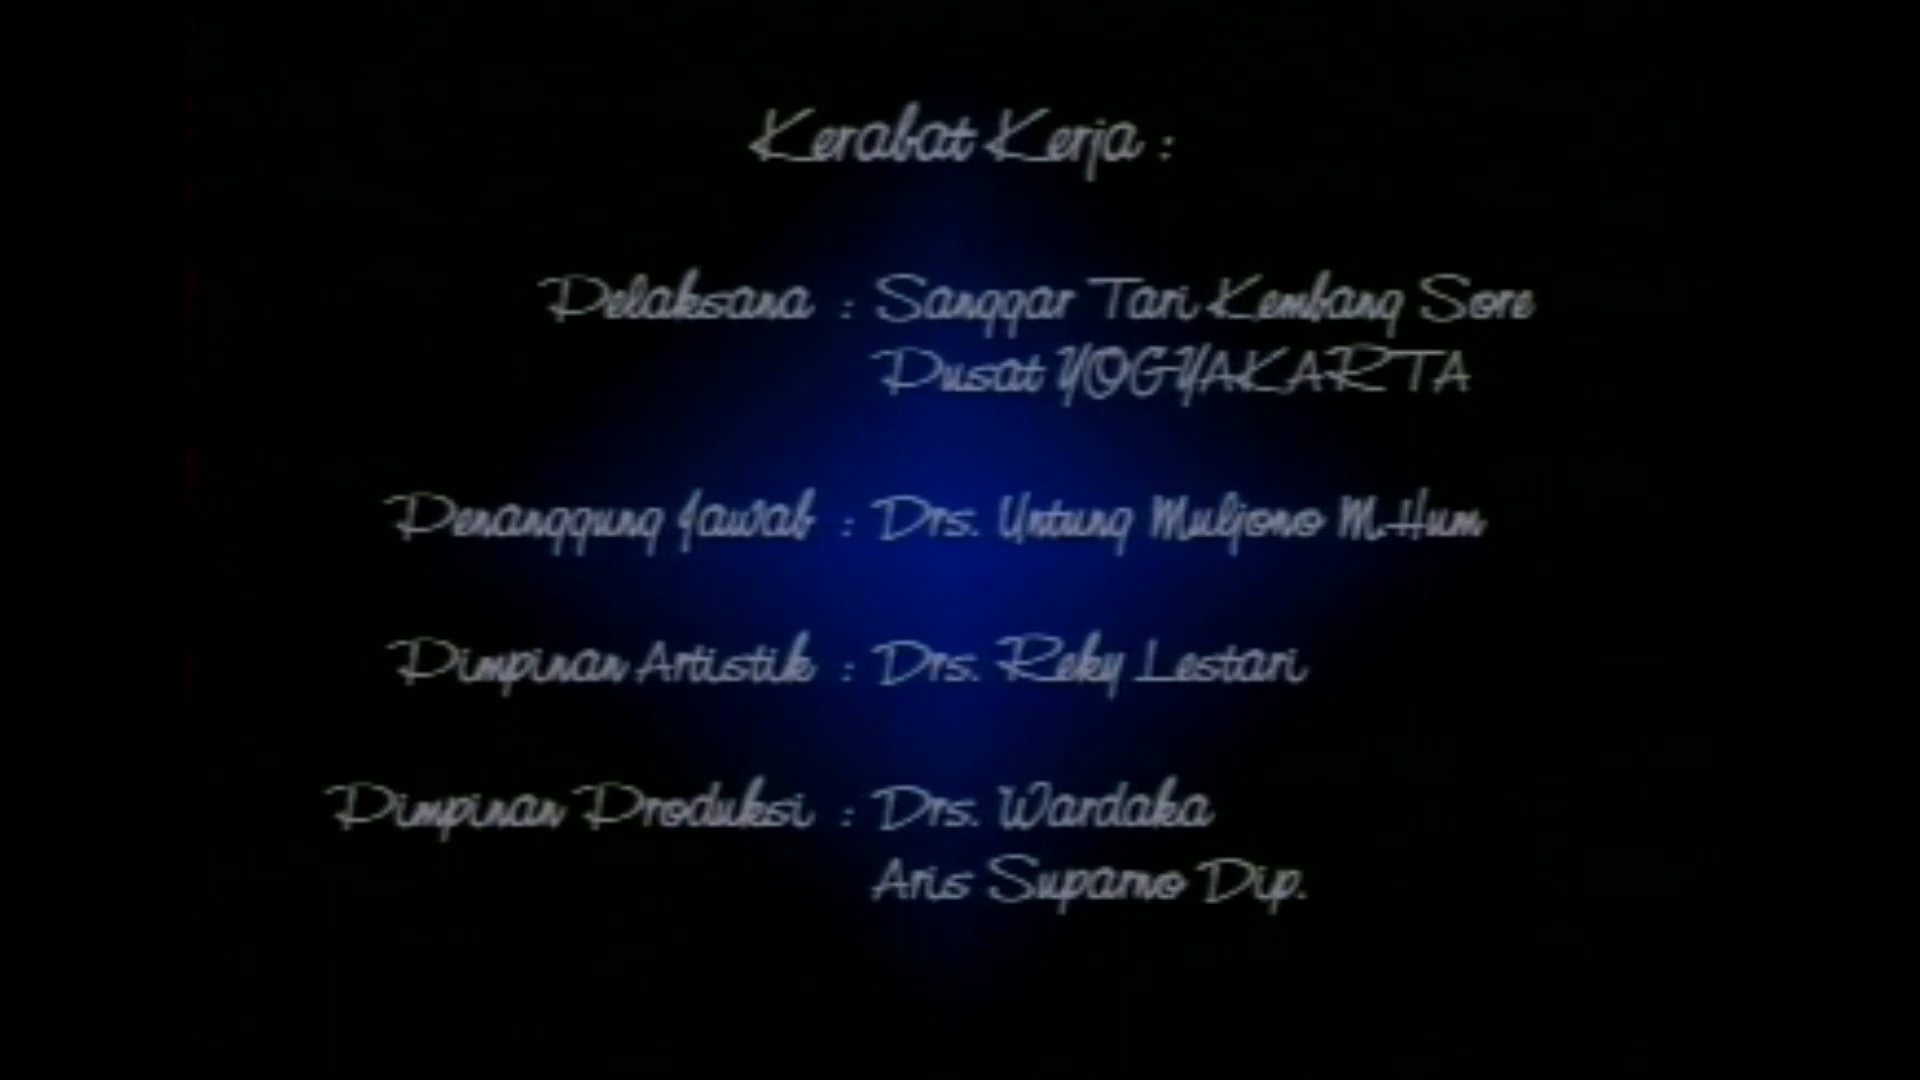 Kerabat Kerja :
Pelaksana : Sanggar Tari Kembang Sore
Pusat YOGYAKARTA
Penanggung Jawab : Drs. Untung Muljono M.Hum
Pimpinan Artistik : Drs. Reky Lestari
Pimpinan Produksi : Drs. Wardaka
Aris Suparno Dip.